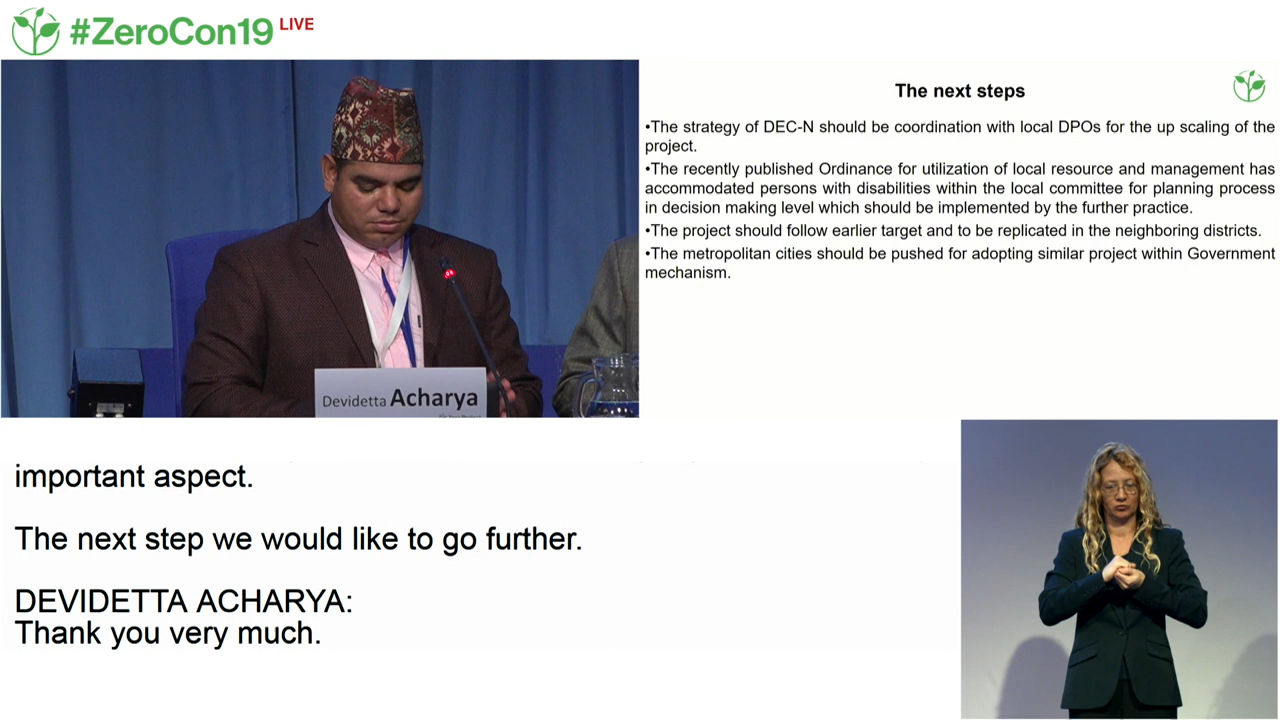 #ZeroCon19 LIVE
The next steps
•The strategy of DEC-N should be coordination with local DPOs for the up scaling of the
project.
•The recently published Ordinance for utilization of local resource and management has
accommodated persons with disabilities within the local committee for planning process
in decision making level which should be implemented by the further practice.
•The project should follow earlier target and to be replicated in the neighboring districts.
•The metropolitan cities should be pushed for adopting similar project within Government
mechanism.
Devidetta Acharya
important aspect.
The next step we would like to go further.
DEVIDETTA ACHARYA:
Thank you very much.